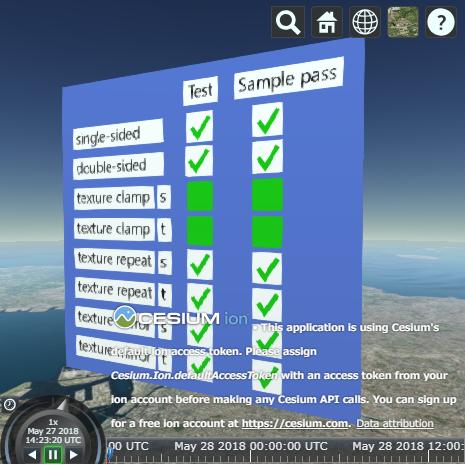 ?
Test
Sample pass
single-sided
double-sided
texture clamp s
texture clamp t
texture repeat s
texture repeat t
texture mirror s
texture mirror t
CESIUM ion
• This application is using Cesium's
default ion access token. Please assign
Cesium.Ion.defaultAccessToken with an access token from your
ion account before making any Cesium API calls. You can sign up
for a free ion account at https://cesium.com. Data attribution
1x
May 27 2018
14:23:20 UTC
00 UTC
May 28 2018 00:00:00 UTC
May 28 2018 12:00: